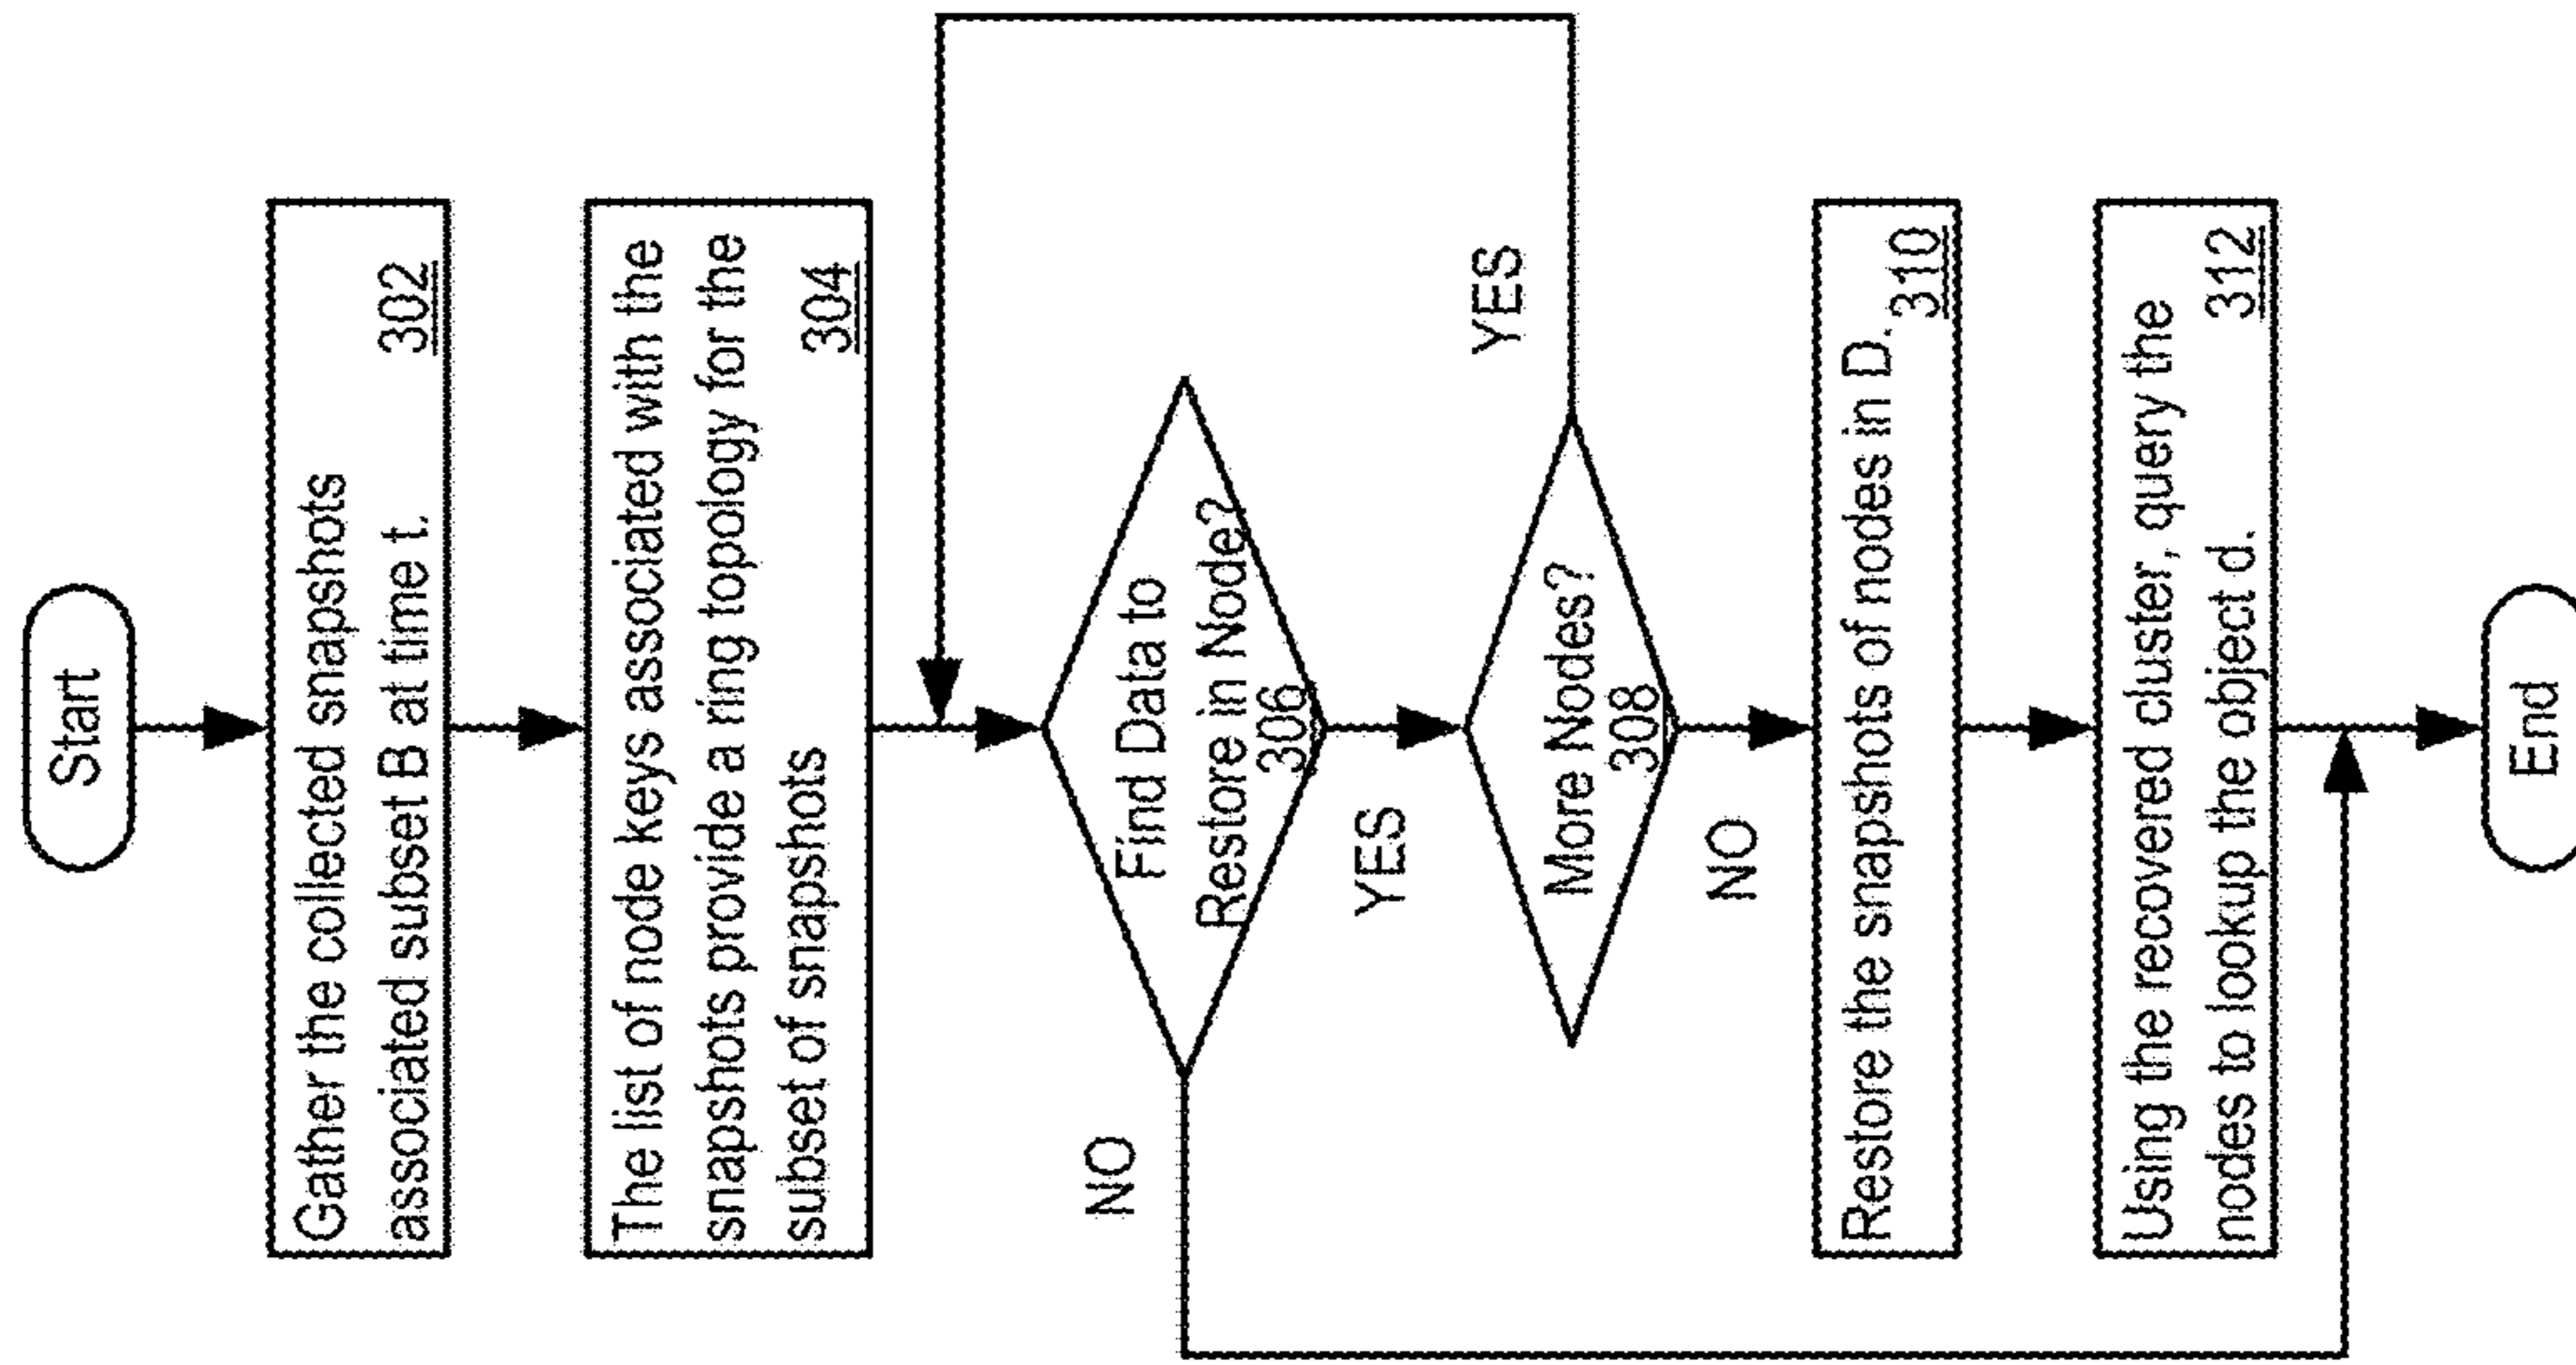 Start
Gather the collected snapshots
associated subset B at time t.
302
The list of node keys associated with the
snapshots provide a ring topology for the
subset of snapshots
304
Find Data to
Restore in Node?
306
NO
YES
More Nodes?
308
YES
NO
Restore the snapshots of nodes in D.
310
Using the recovered cluster, query the
nodes to lookup the object d.
312
End